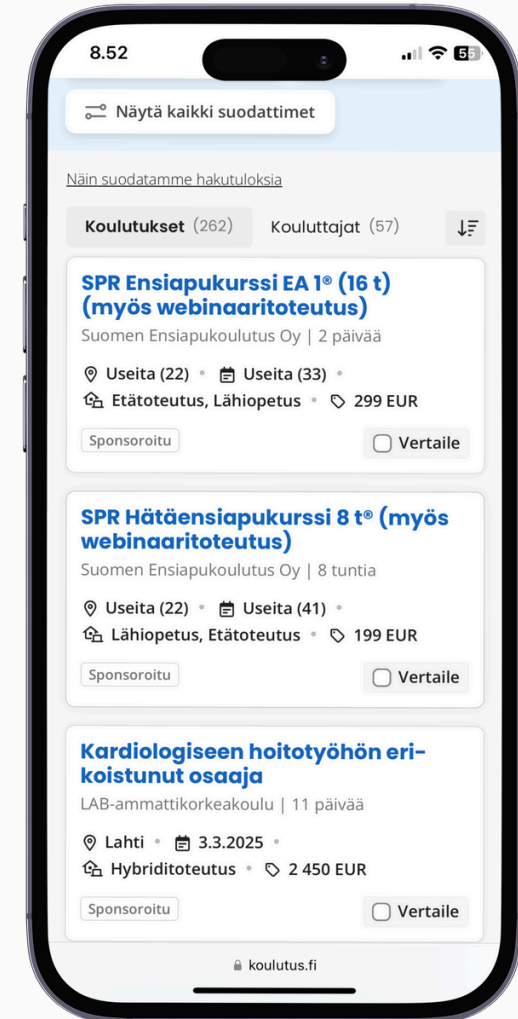 8.52
55
Näytä kaikki suodattimet
Näin suodatamme hakutuloksia
Koulutukset (262) Kouluttajat (57)
SPR Ensiapukurssi EA 1® (16 t)
(myös webinaaritoteutus)
Suomen Ensiapukoulutus Oy | 2 päivää
Useita (22) • Useita (33) •
Etätoteutus, Lähiopetus • 299 EUR
Sponsoroitu Vertaile
SPR Hätäensiapukurssi 8 t® (myös
webinaaritoteutus)
Suomen Ensiapukoulutus Oy | 8 tuntia
Useita (22) • Useita (41) •
Lähiopetus, Etätoteutus • 199 EUR
Sponsoroitu Vertaile
Kardiologiseen hoitotyöhön eri-
koistunut osaaja
LAB-ammattikorkeakoulu | 11 päivää
Lahti • 3.3.2025 •
Hybriditoteutus • 2 450 EUR
Sponsoroitu Vertaile
koulutus.fi